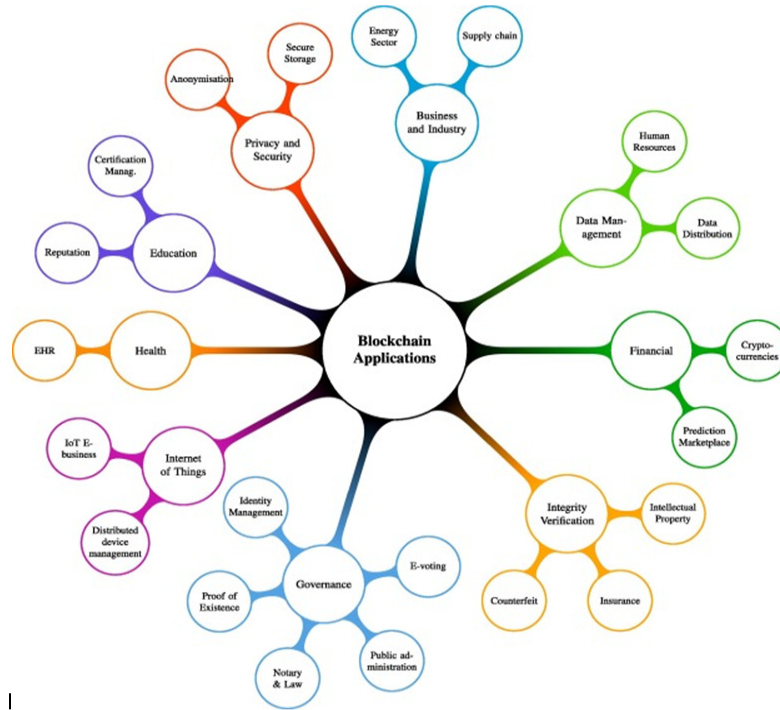 Energy
Sector
Supply chain
Secure
Storage
Anonymisation
Business
and Industry
Privacy and
Security
Human
Resources
Certification
Manag.
Data Man-
agement
Data
Distribution
Reputation
Education
Blockchain
Applications
EHR
Health
Financial
Crypto-
currencies
IoT E-
business
Internet
of Things
Prediction
Marketplace
Identity
Management
Integrity
Verification
Intellectual
Property
Distributed
device
management
Governance
E-voting
Proof of
Existence
Counterfeit
Insurance
Notary
& Law
Public ad-
ministration